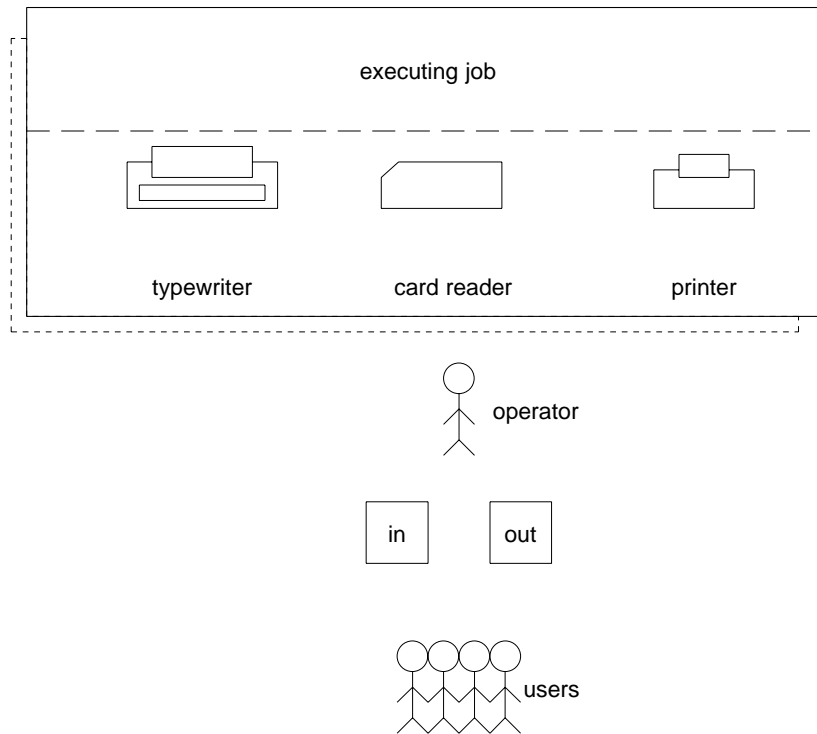 executing job
typewriter
card reader
printer
operator
in
out
users